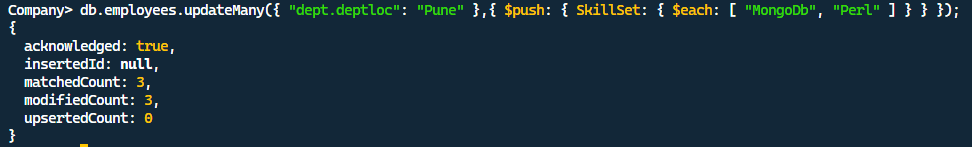 Company> db.employees.updateMany({ "dept.deptloc": "Pune" },{ $push: { SkillSet: { $each: [ "MongoDb", "Perl" ] } } });
{
  acknowledged: true,
  insertedId: null,
  matchedCount: 3,
  modifiedCount: 3,
  upsertedCount: 0
}